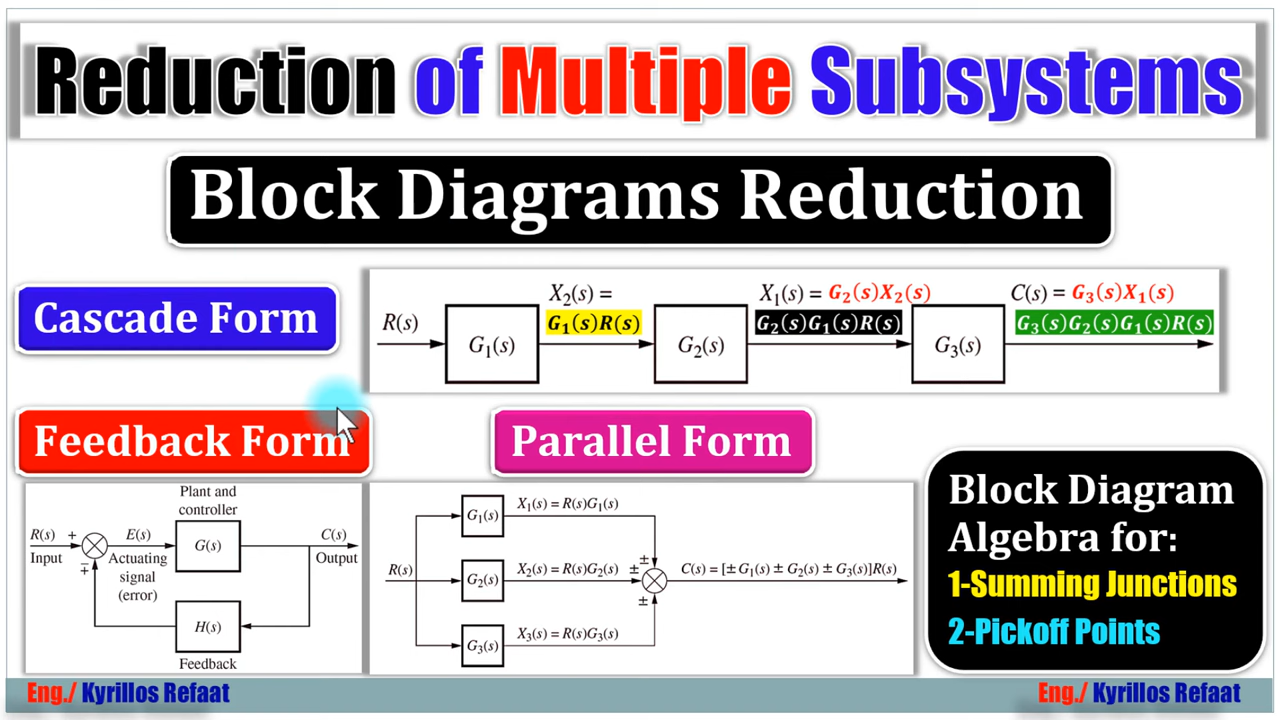 Reduction of Multiple Subsystems
Block Diagrams Reduction
Cascade Form
R(s)
G₁(s)
X₂(s) =
G₁(s)R(s)
G₂(s)
X₁(s) = G₂(s)X₂(s)
G₂(s)G₁(s)R(s)
G₃(s)
C(s) = G₃(s)X₁(s)
G₃(s)G₂(s)G₁(s)R(s)
Feedback Form
Plant and
controller
R(s)
Input
+
∓
E(s)
Actuating
signal
(error)
G(s)
C(s)
Output
H(s)
Feedback
Parallel Form
R(s)
G₁(s)
X₁(s) = R(s)G₁(s)
G₂(s)
X₂(s) = R(s)G₂(s)
G₃(s)
X₃(s) = R(s)G₃(s)
±
±
±
C(s) = [± G₁(s) ± G₂(s) ± G₃(s)]R(s)
Block Diagram
Algebra for:
1-Summing Junctions
2-Pickoff Points
Eng./ Kyrillos Refaat
Eng./ Kyrillos Refaat